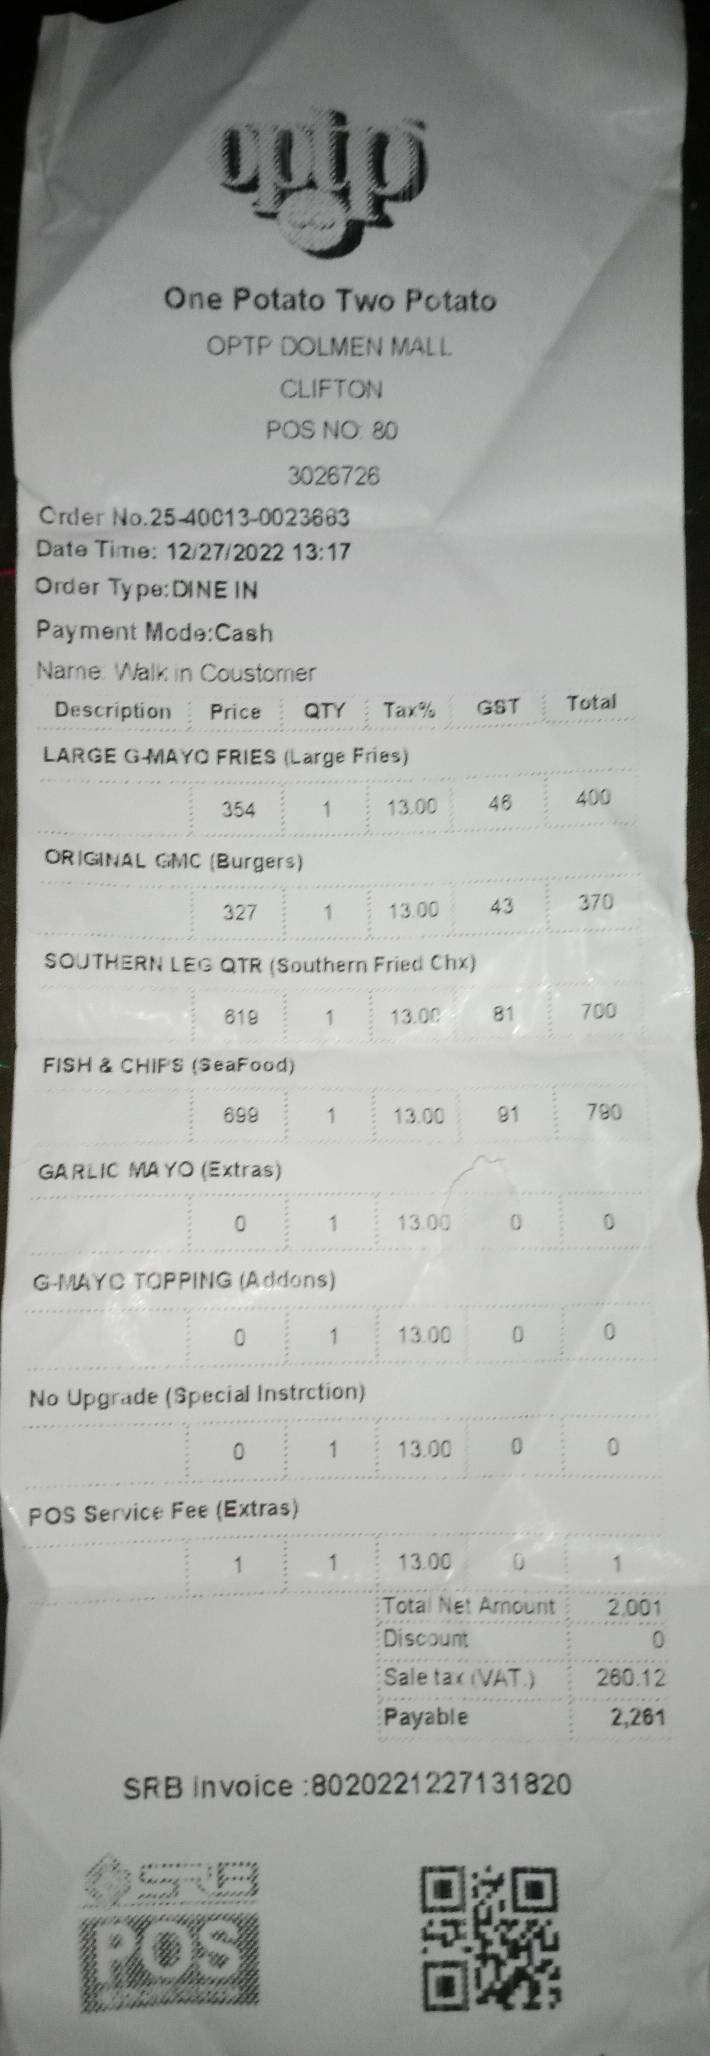 optp
One Potato Two Potato
OPTP DOLMEN MALL
CLIFTON
POS NO: 80
3026726
Order No.25-40013-0023663
Date Time: 12/27/2022 13:17
Order Type:DINE IN
Payment Mode:Cash
Name: Walk in Coustomer
Description Price QTY Tax% GST Total
LARGE G-MAYO FRIES (Large Fries)
354 1 13.00 46 400
ORIGINAL GMC (Burgers)
327 1 13.00 43 370
SOUTHERN LEG QTR (Southern Fried Chx)
619 1 13.00 81 700
FISH & CHIPS (SeaFood)
699 1 13.00 91 790
GARLIC MAYO (Extras)
0 1 13.00 0 0
G-MAYO TOPPING (Addons)
0 1 13.00 0 0
No Upgrade (Special Instrction)
0 1 13.00 0 0
POS Service Fee (Extras)
1 1 13.00 0 1
Total Net Amount 2,001
Discount 0
Sale tax (VAT.) 260.12
Payable 2,261
SRB Invoice :8020221227131820
SRB
POS